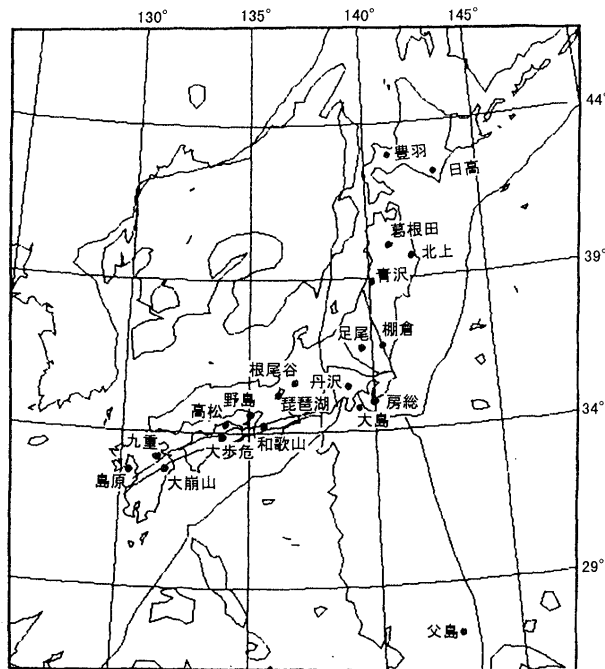 130°
135°
140°
145°
44°
豊羽
日高
葛根田
北上
39°
青沢
足尾
棚倉
根尾谷
丹沢
野島
琵琶湖
房総
高松
大島
34°
九重
和歌山
大歩危
島原
大崩山
29°
父島